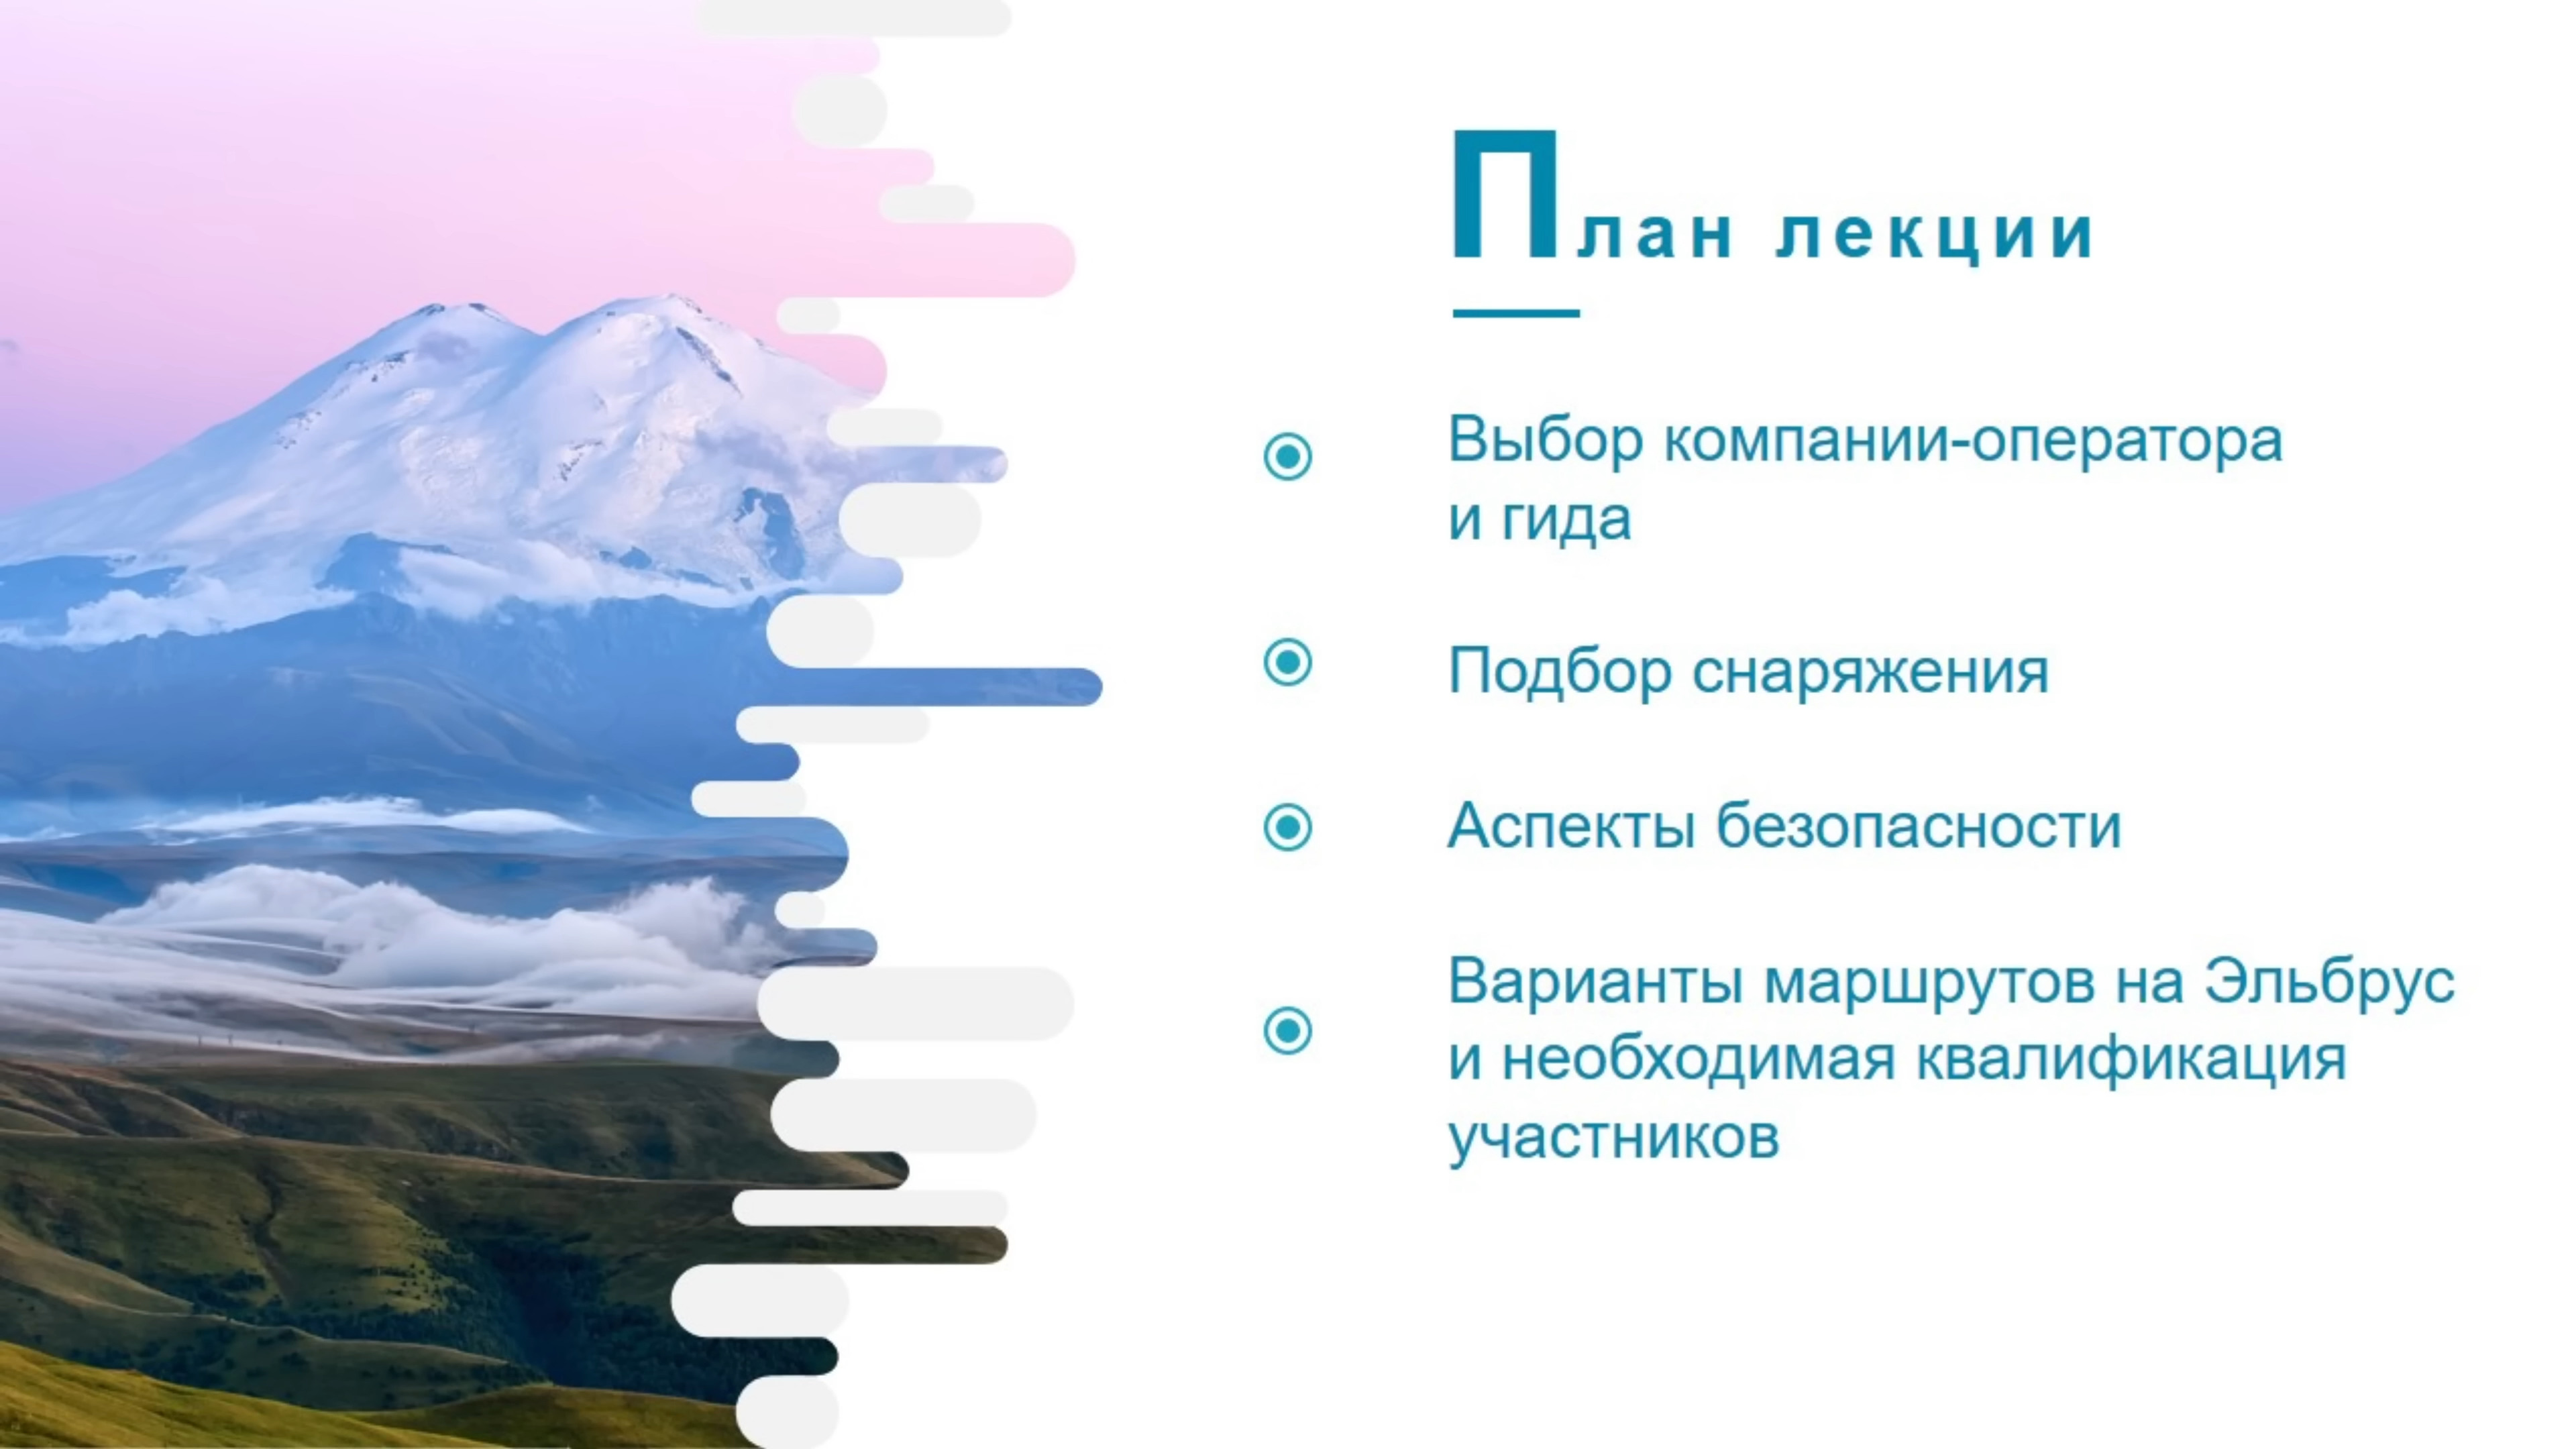 План лекции
Выбор компании-оператора
и гида
Подбор снаряжения
Аспекты безопасности
Варианты маршрутов на Эльбрус
и необходимая квалификация
участников